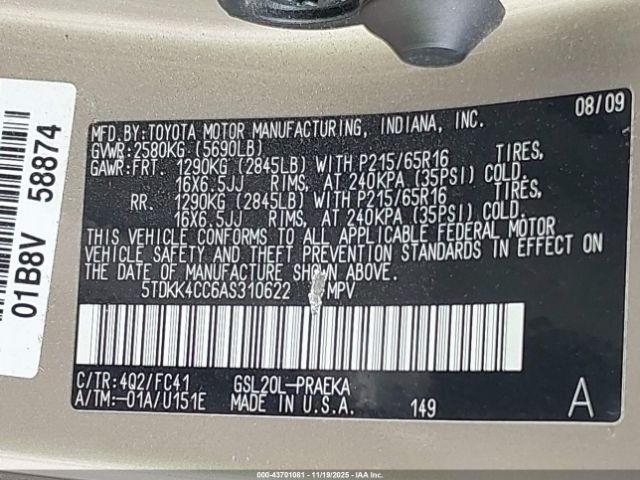 08/09
MFD.BY:TOYOTA MOTOR MANUFACTURING, INDIANA, INC.
GVWR:2580KG (5690LB)
GAWR:FRT. 1290KG (2845LB) WITH P215/65R16 TIRES,
16X6.5JJ RIMS, AT 240KPA (35PSI) COLD.
RR. 1290KG (2845LB) WITH P215/65R16 TIRES,
16X6.5JJ RIMS, AT 240KPA (35PSI) COLD.
THIS VEHICLE CONFORMS TO ALL APPLICABLE FEDERAL MOTOR
VEHICLE SAFETY AND THEFT PREVENTION STANDARDS IN EFFECT ON
THE DATE OF MANUFACTURE SHOWN ABOVE.
5TDKK4CC6AS310622 MPV
C/TR:4Q2/FC41 GSL20L-PRAEKA
A/TM:-01A/U151E MADE IN U.S.A. 149 A
01B8V 58874
000-43701081 - 11/19/2025 - COPYRIGHT IAA, LLC.